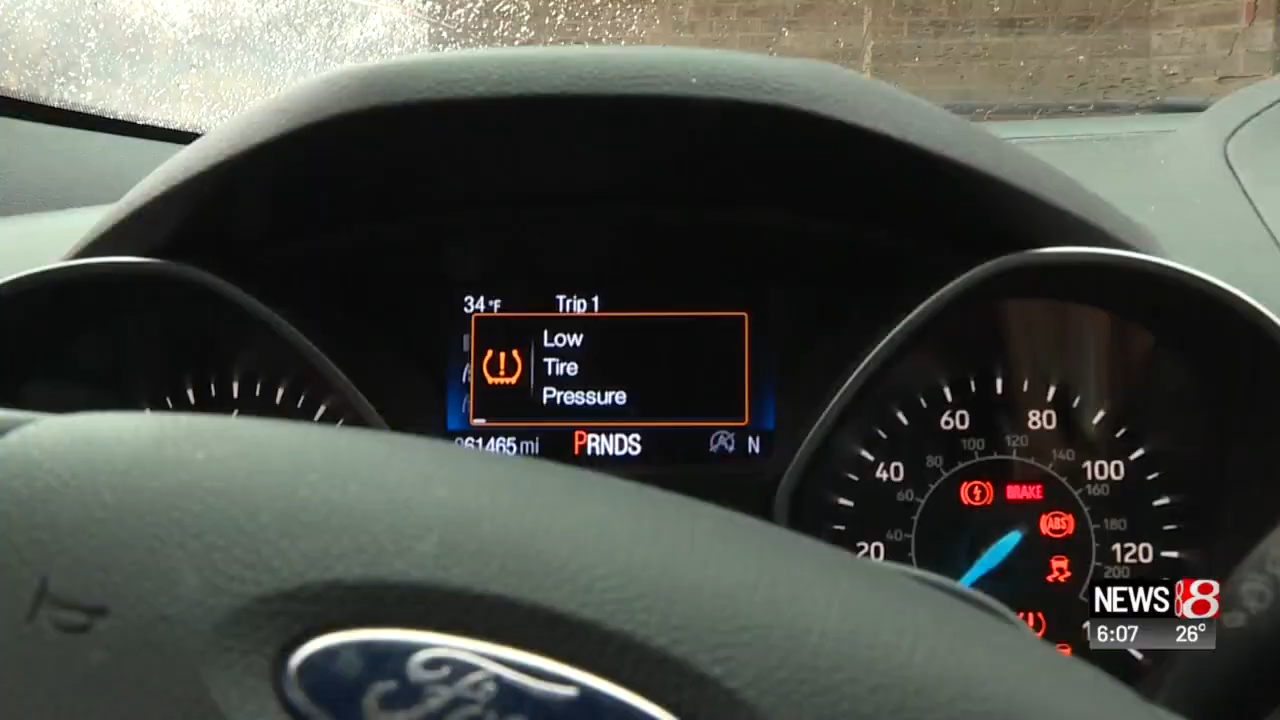 34°F Trip 1
Low
Tire
Pressure
61465 mi PRNDS N
60 80
100 120
80 140
40 100
60 160
BRAKE
ABS
40 180
20 120
200
Ford
NEWS 8
6:07 26°